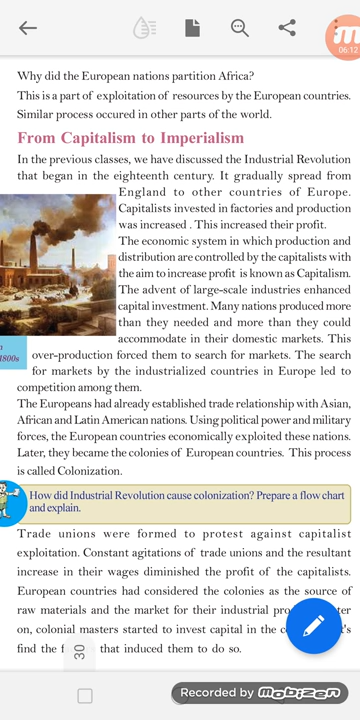 06:12
Why did the European nations partition Africa?
This is a part of exploitation of resources by the European countries.
Similar process occured in other parts of the world.
From Capitalism to Imperialism
In the previous classes, we have discussed the Industrial Revolution
that began in the eighteenth century. It gradually spread from
England to other countries of Europe.
Capitalists invested in factories and production
was increased . This increased their profit.
The economic system in which production and
distribution are controlled by the capitalists with
the aim to increase profit is known as Capitalism.
The advent of large-scale industries enhanced
capital investment. Many nations produced more
than they needed and more than they could
accommodate in their domestic markets. This
1800s
over-production forced them to search for markets. The search
for markets by the industrialized countries in Europe led to
competition among them.
The Europeans had already established trade relationship with Asian,
African and Latin American nations. Using political power and military
forces, the European countries economically exploited these nations.
Later, they became the colonies of European countries. This process
is called Colonization.
How did Industrial Revolution cause colonization? Prepare a flow chart
and explain.
Trade unions were formed to protest against capitalist
exploitation. Constant agitations of trade unions and the resultant
increase in their wages diminished the profit of the capitalists.
European countries had considered the colonies as the source of
raw materials and the market for their industrial
on, colonial masters started to invest capital in the
find the that induced them to do so.
30
Recorded by mobizen